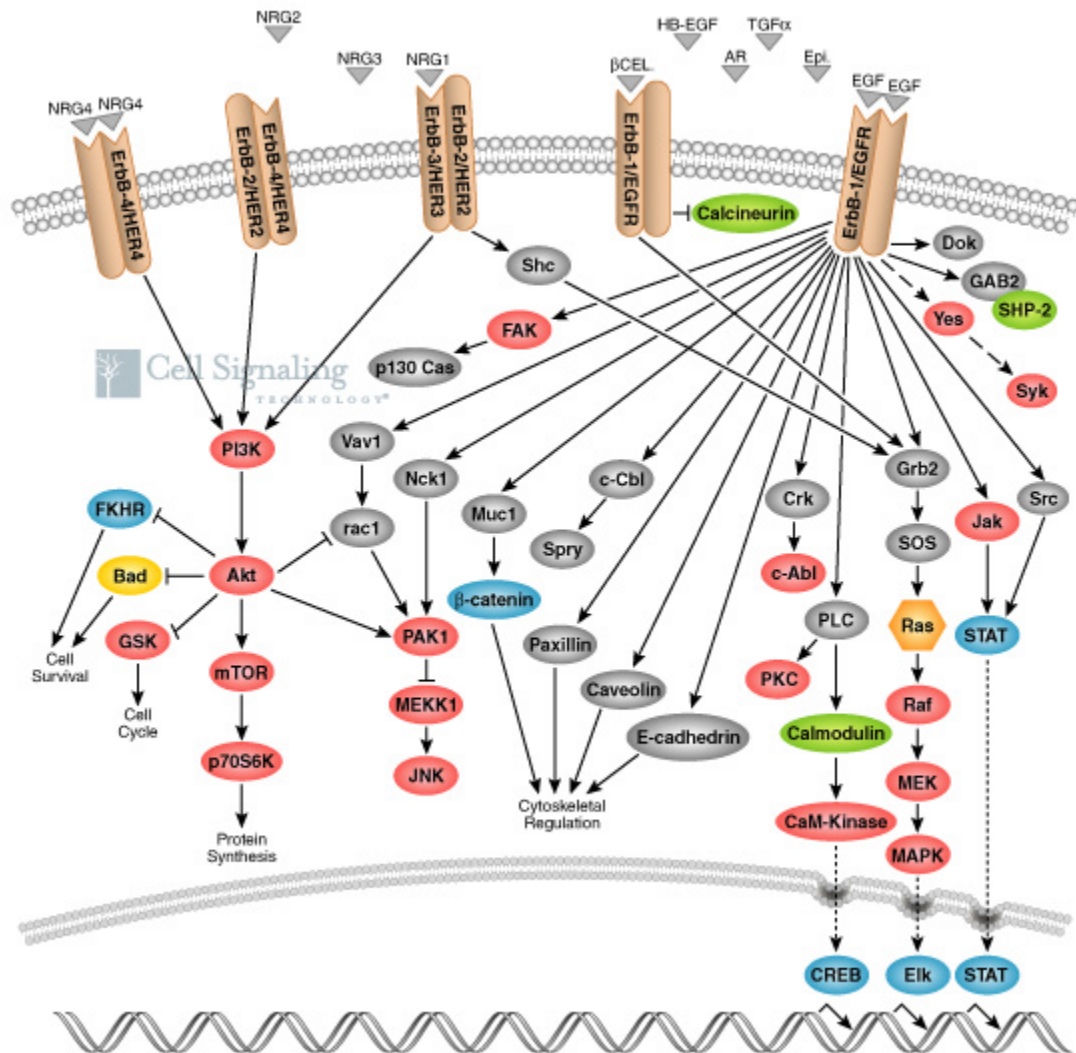 NRG2
HB-EGF TGFα
NRG3 NRG1 βCEL. AR Epi.
EGF EGF
NRG4 NRG4
ErbB-4/HER4
ErbB-2/HER2
ErbB-4/HER4
ErbB-3/HER3
ErbB-2/HER2
ErbB-1/EGFR
ErbB-1/EGFR
Calcineurin
Dok
Shc
GAB2
SHP-2
FAK
Yes
p130 Cas
Syk
Cell Signaling
TECHNOLOGY®
PI3K
Vav1
Nck1
c-Cbl
Grb2
Crk
Src
FKHR
Muc1
Jak
rac1
Spry
SOS
Bad
Akt
c-Abl
β-catenin
PLC
Ras
GSK
PAK1
Paxillin
STAT
Cell
Survival
mTOR
PKC
MEKK1
Caveolin
Raf
Cell
Cycle
Calmodulin
E-cadhedrin
p70S6K
JNK
MEK
Cytoskeletal
Regulation
CaM-Kinase
Protein
Synthesis
MAPK
CREB Elk STAT